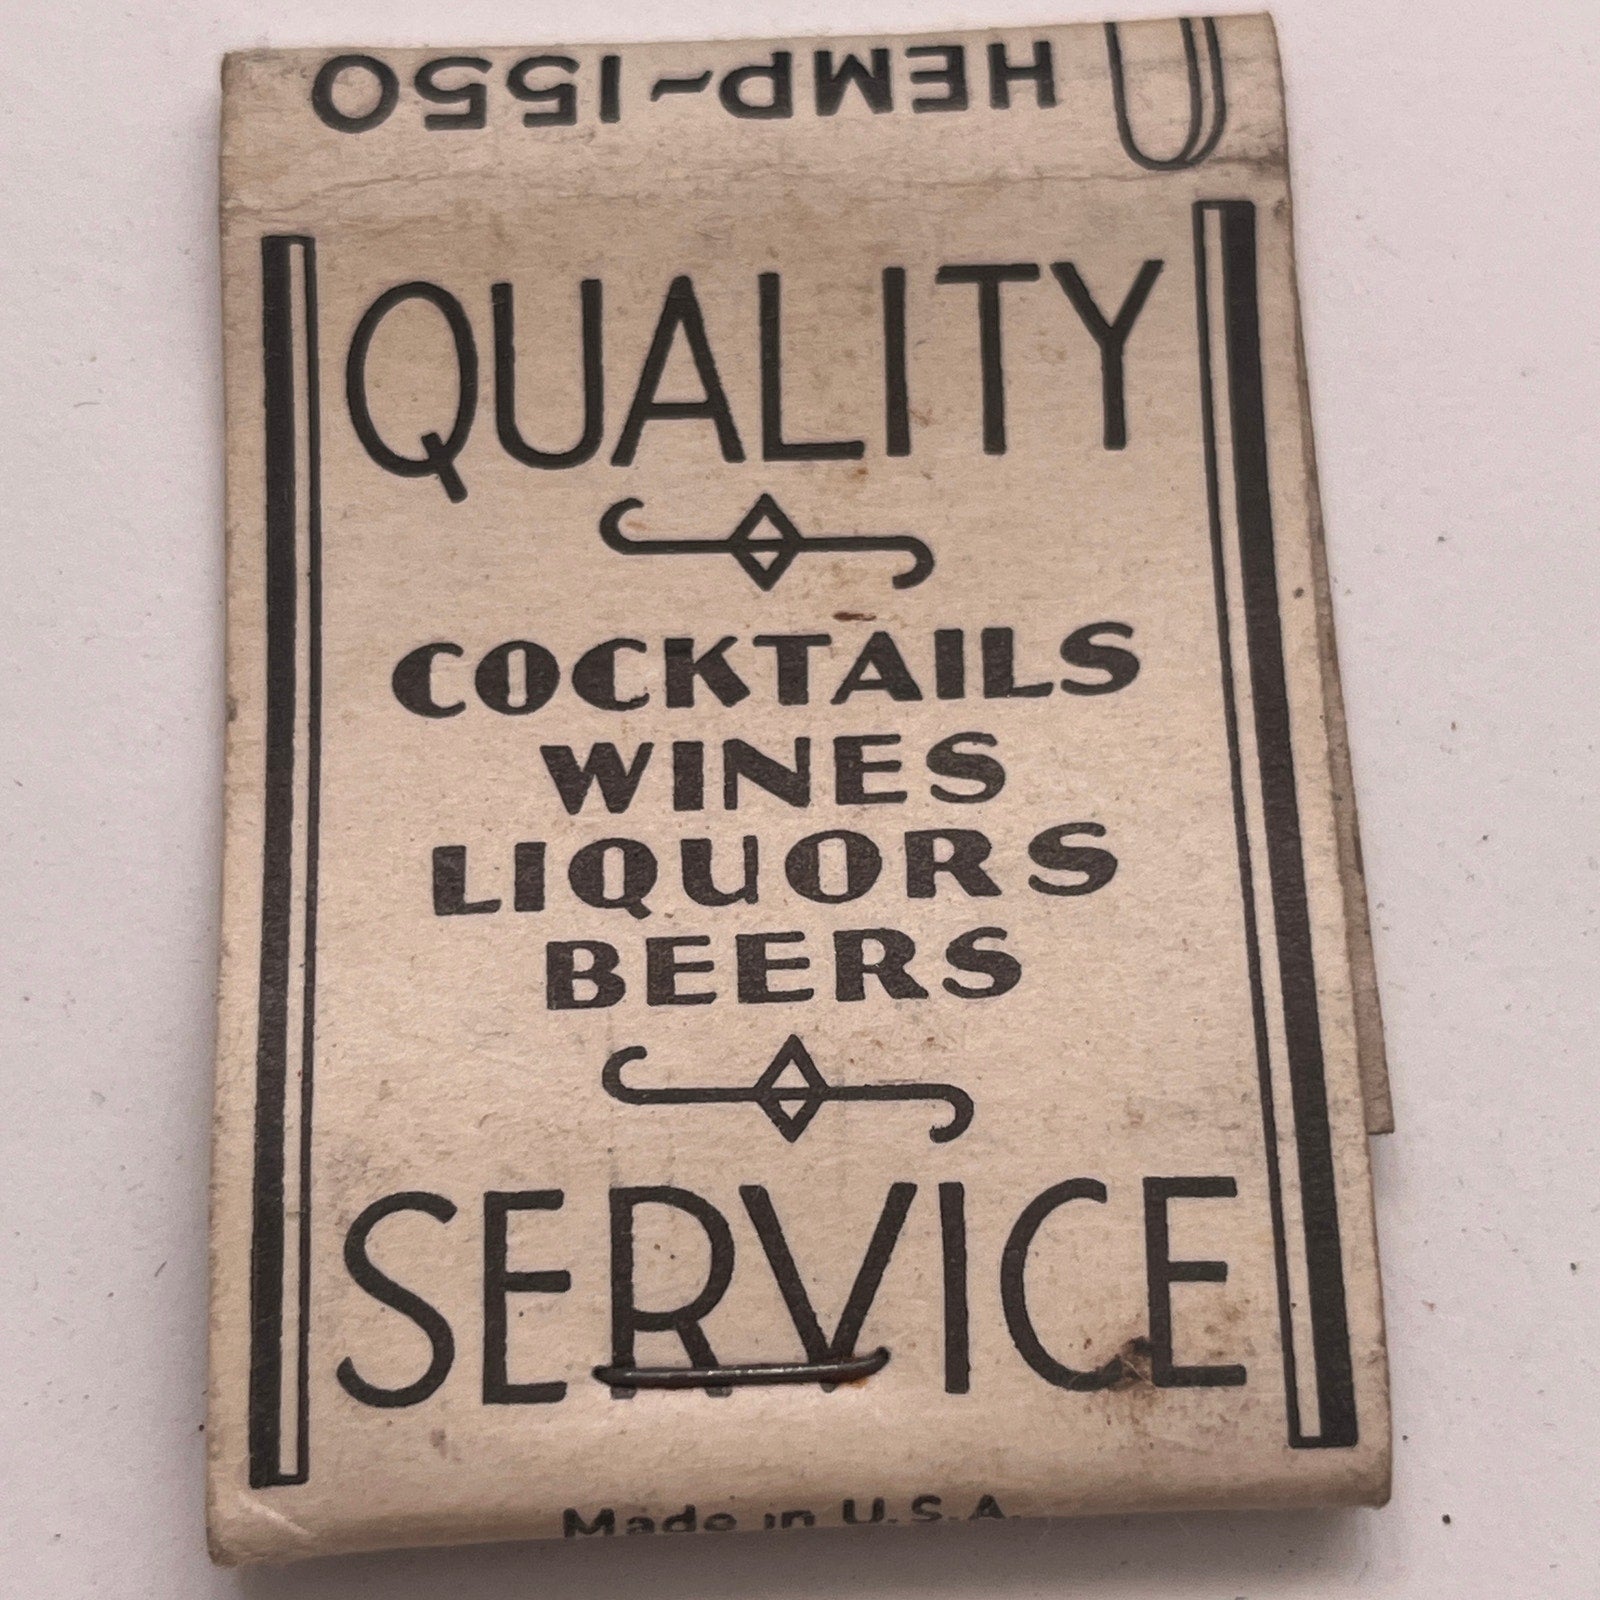 HEMP~1550
QUALITY
COCKTAILS
WINES
LIQUORS
BEERS
SERVICE
Made in U.S.A.